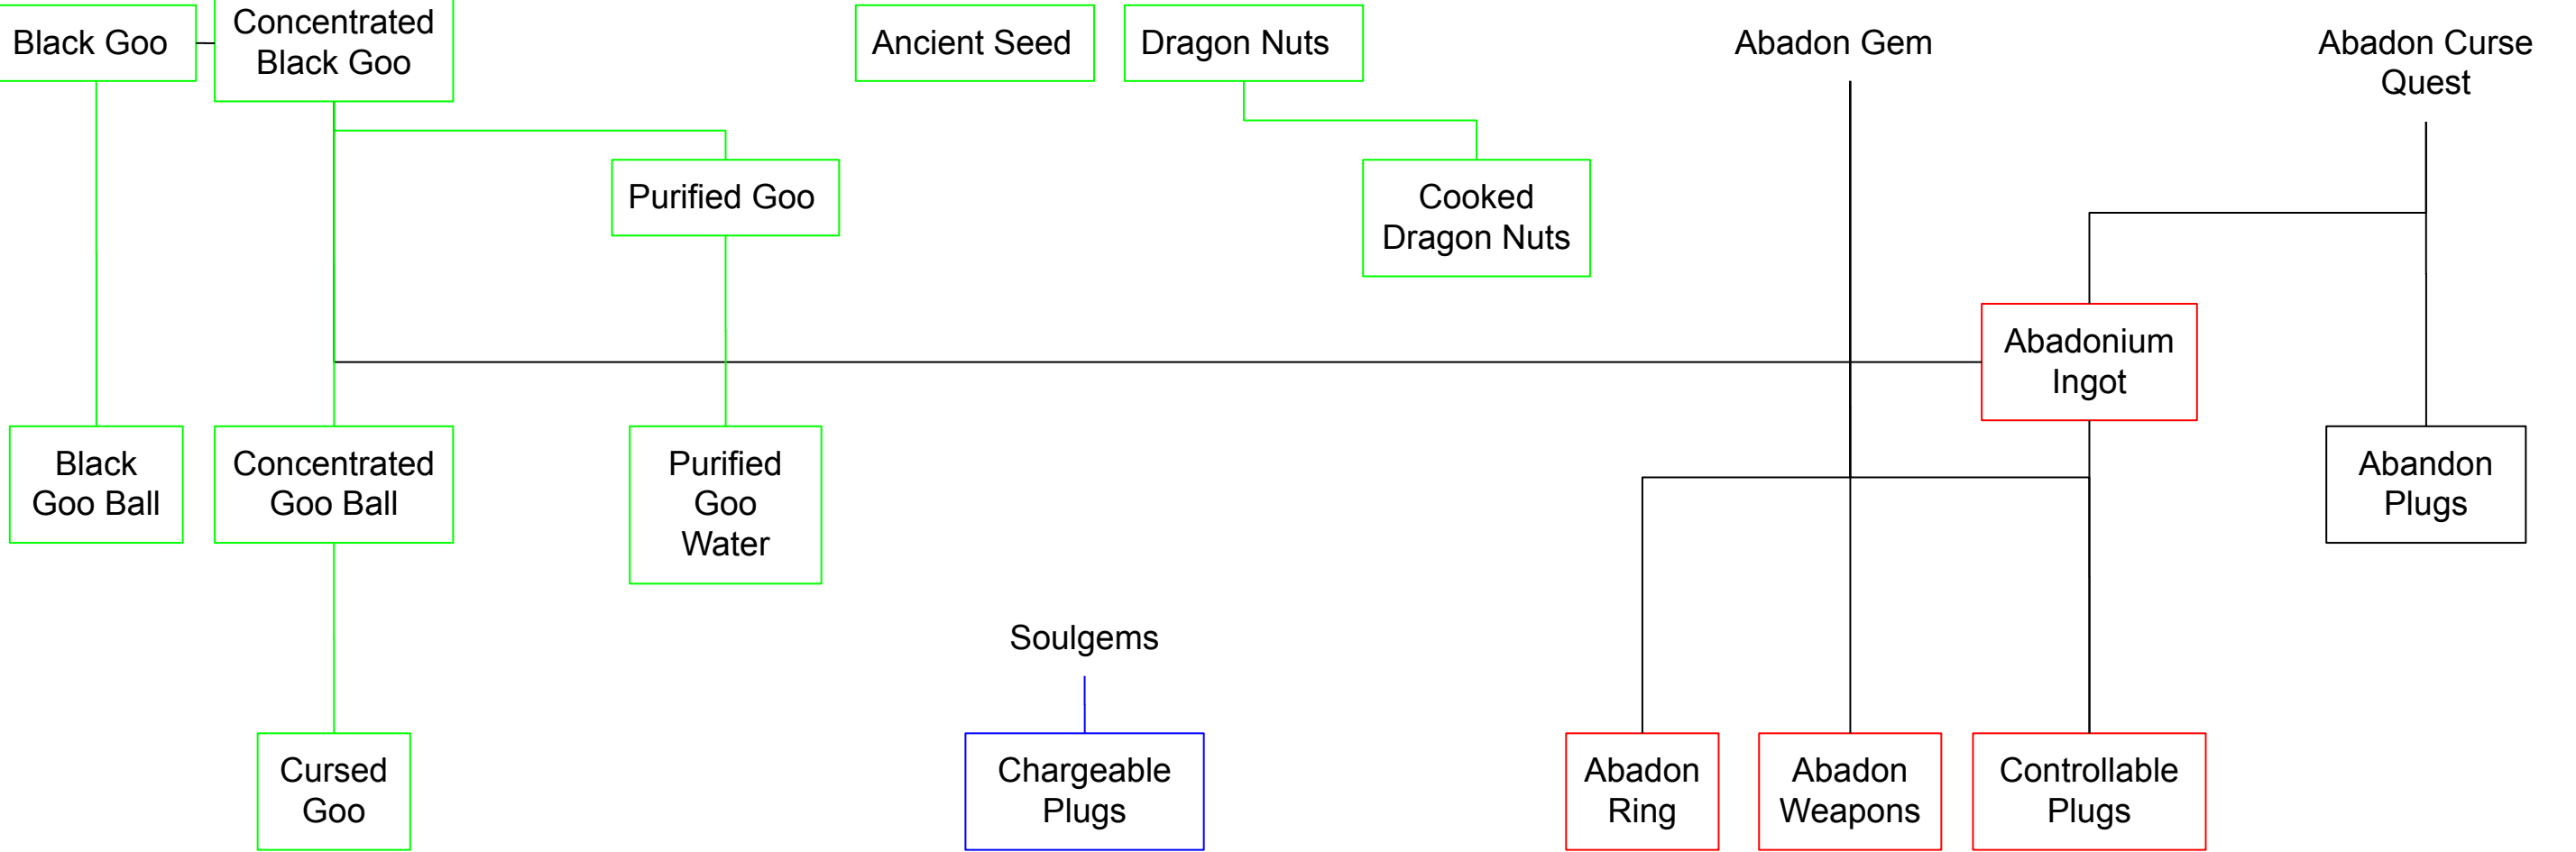 Black Goo
Concentrated
Black Goo
Ancient Seed
Dragon Nuts
Abadon Gem
Abadon Curse
Quest
Purified Goo
Cooked
Dragon Nuts
Abadonium
Ingot
Black
Goo Ball
Concentrated
Goo Ball
Purified
Goo
Water
Abandon
Plugs
Soulgems
Cursed
Goo
Chargeable
Plugs
Abadon
Ring
Abadon
Weapons
Controllable
Plugs